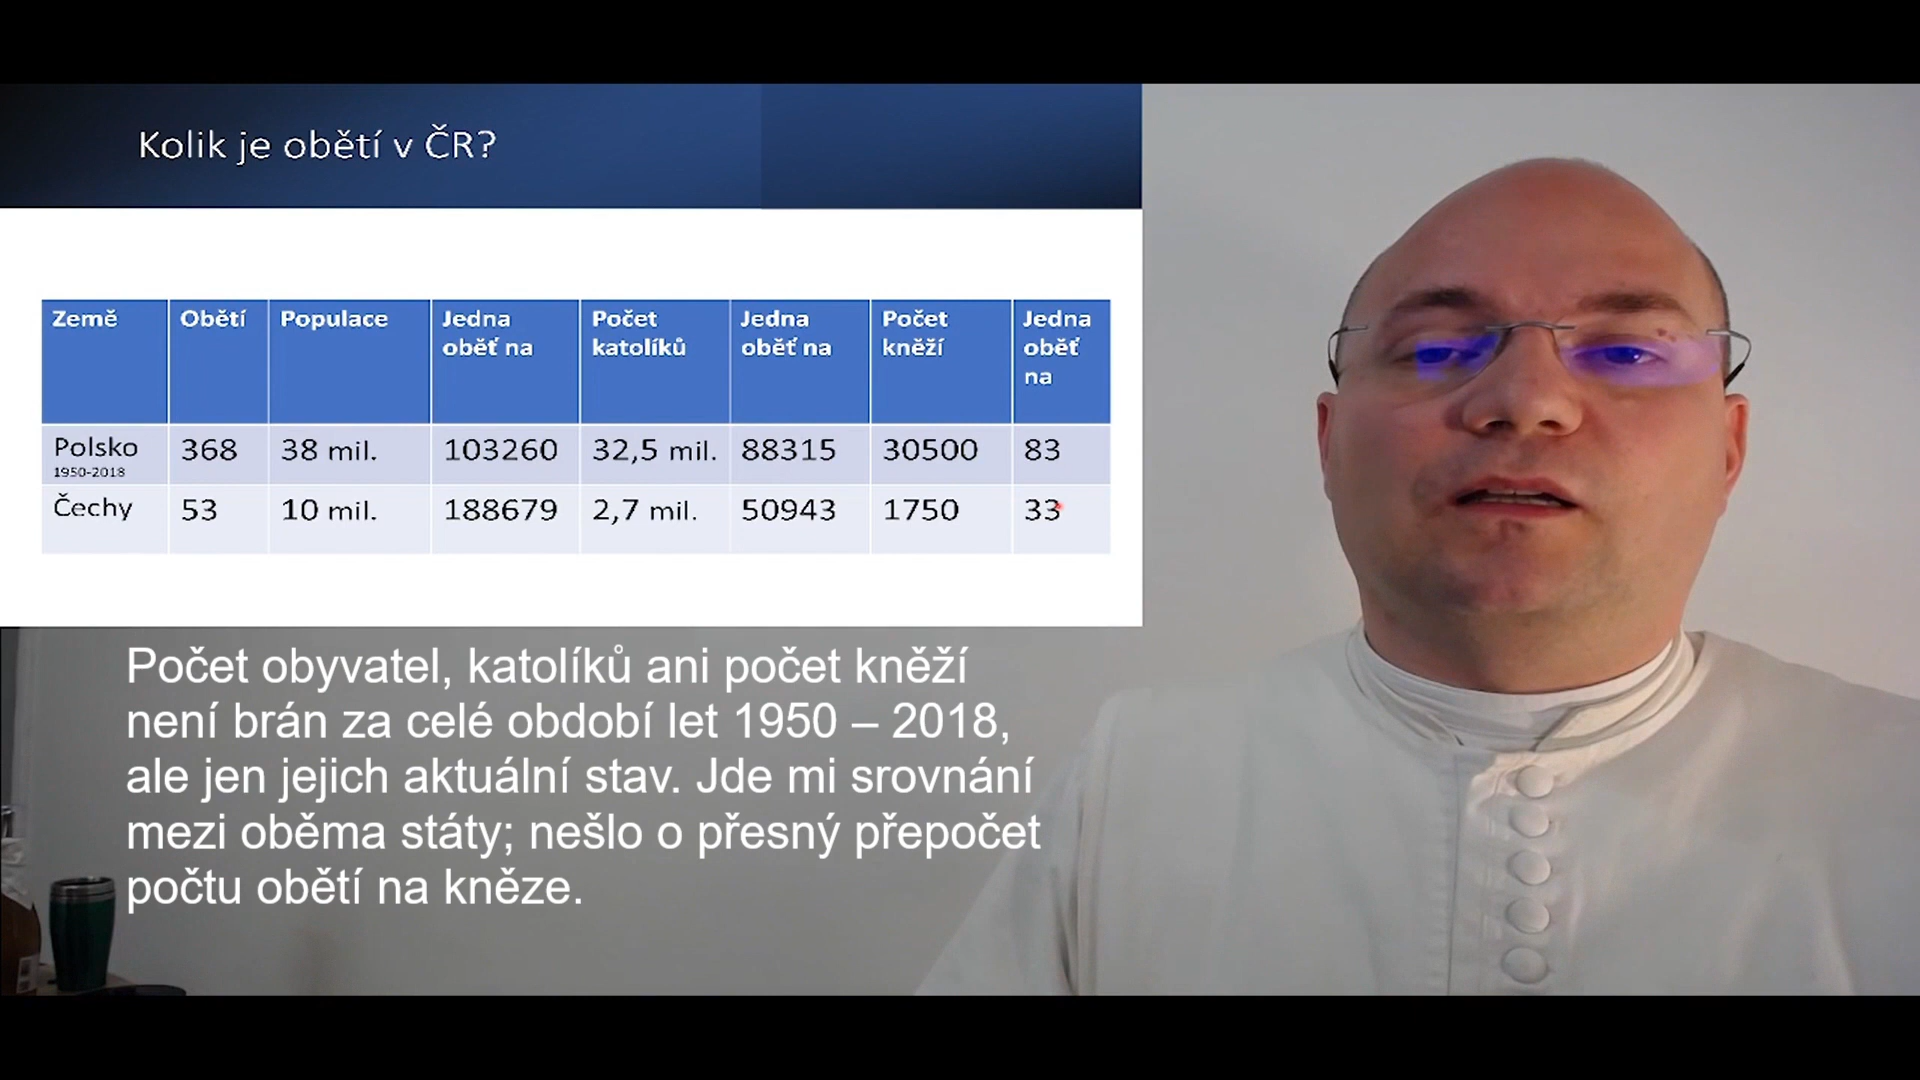 Kolik je obětí v ČR?
Země Obětí Populace Jedna oběť na Počet katolíků Jedna oběť na Počet kněží Jedna oběť na
Polsko 1950-2018 368 38 mil. 103260 32,5 mil. 88315 30500 83
Čechy 53 10 mil. 188679 2,7 mil. 50943 1750 33
Počet obyvatel, katolíků ani počet kněží
není brán za celé období let 1950 – 2018,
ale jen jejich aktuální stav. Jde mi srovnání
mezi oběma státy; nešlo o přesný přepočet
počtu obětí na kněze.